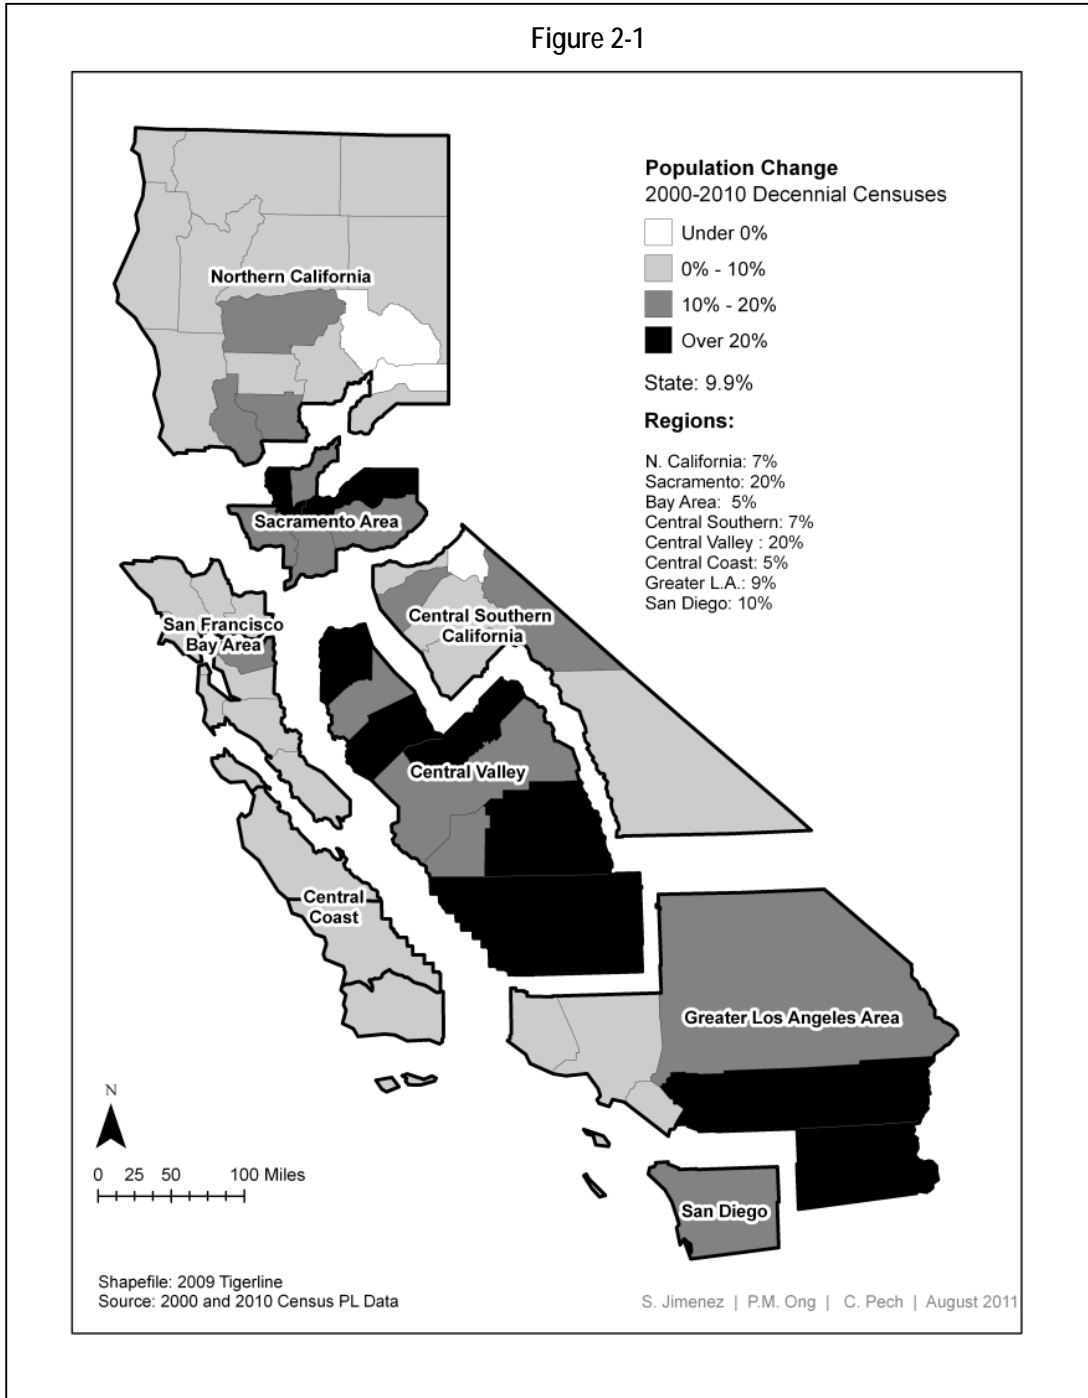 Figure 2-1
Population Change
2000-2010 Decennial Censuses
Under 0%
0% - 10%
10% - 20%
Over 20%
State: 9.9%
Regions:
N. California: 7%
Sacramento: 20%
Bay Area:  5%
Central Southern: 7%
Central Valley : 20%
Central Coast: 5%
Greater L.A.: 9%
San Diego: 10%
Northern California
Sacramento Area
San Francisco
Bay Area
Central Southern
California
Central Valley
Central
Coast
Greater Los Angeles Area
San Diego
N
0 25 50 100 Miles
Shapefile: 2009 Tigerline
Source: 2000 and 2010 Census PL Data
S. Jimenez | P.M. Ong | C. Pech | August 2011